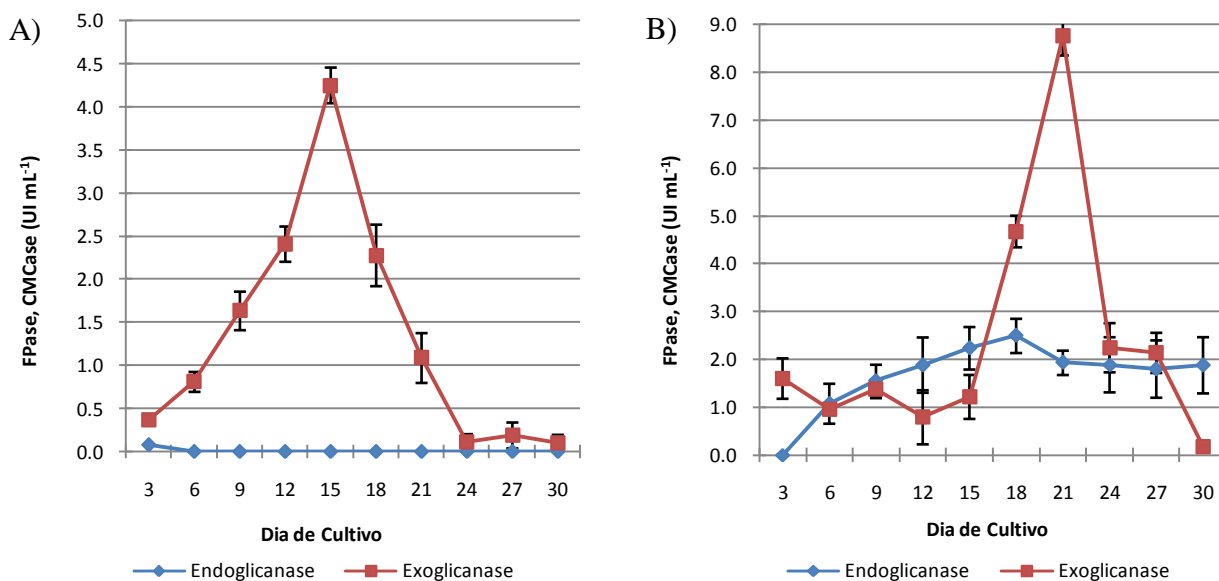 A)
5.0
4.5
4.0
3.5
3.0
2.5
2.0
1.5
1.0
0.5
0.0
FPase, CMCase (UI mL⁻¹)
3 6 9 12 15 18 21 24 27 30
Dia de Cultivo
Endoglicanase Exoglicanase
B)
9.0
8.0
7.0
6.0
5.0
4.0
3.0
2.0
1.0
0.0
FPase, CMCase (UI mL⁻¹)
3 6 9 12 15 18 21 24 27 30
Dia de Cultivo
Endoglicanase Exoglicanase